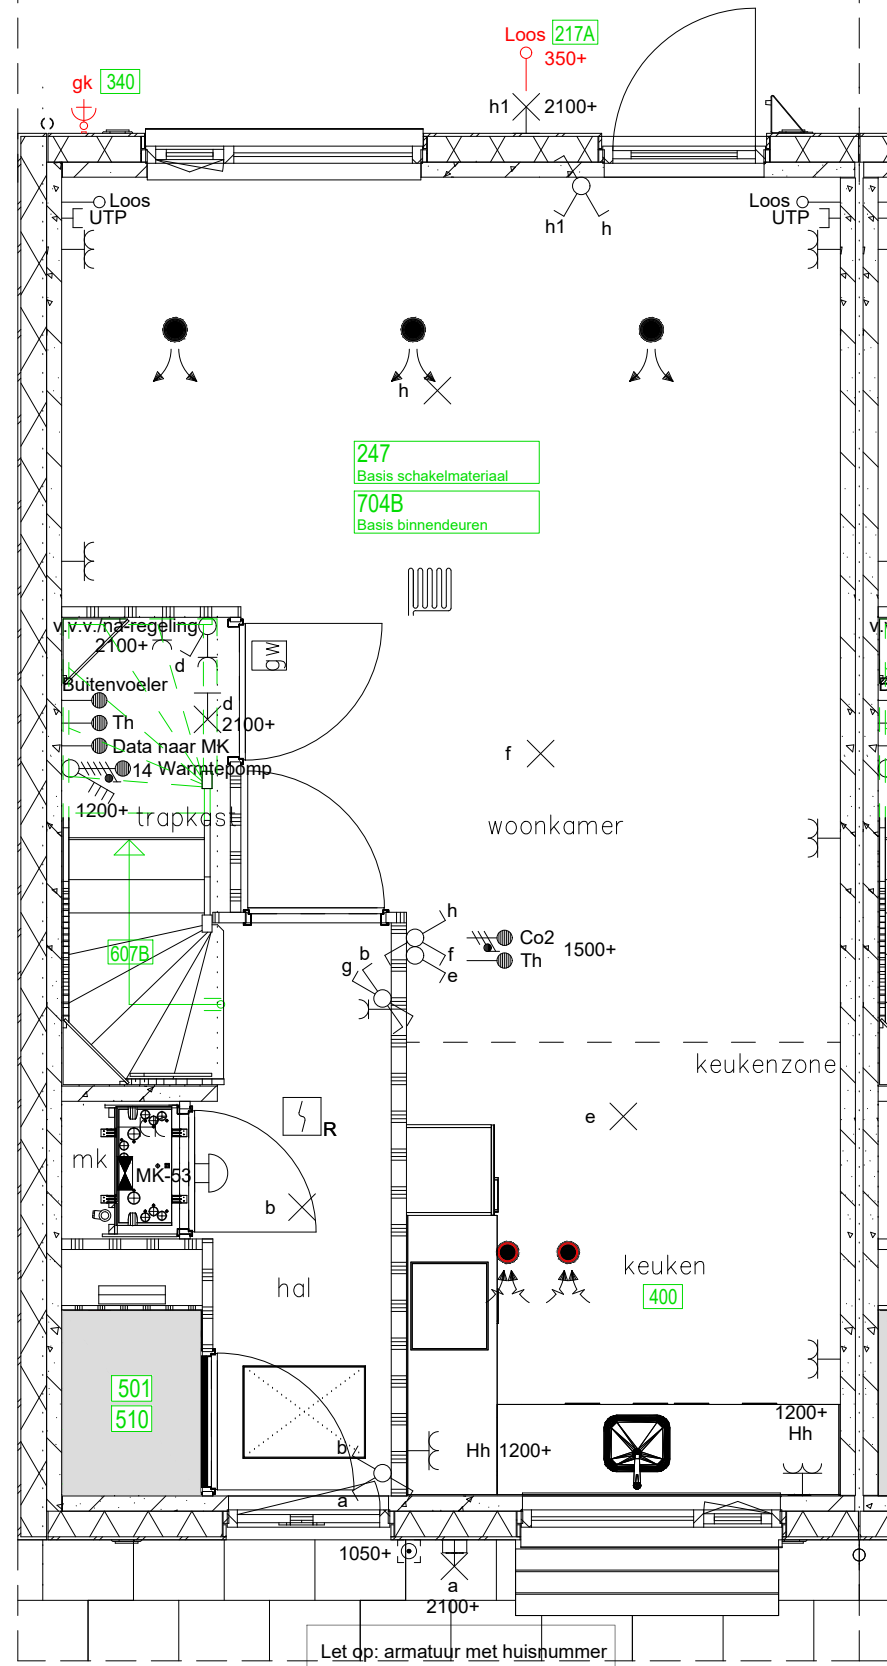 Loos 217A
350+
gk 340
h1 2100+
Loos
UTP
Loos
UTP
h1 h
h
247
Basis schakelmateriaal
704B
Basis binnendeuren
v.v.v./na-regeling
2100+
d
gW
Buitenvoeler
d
Th
2100+
Data naar MK
14 Warmtepomp
1200+
trapkast
f
woonkamer
h
Co2
1500+
f
Th
e
b
g
607B
keukenzone
R
e
mk
MK-53
b
hal
keuken
400
501
510
1200+
Hh
b
Hh 1200+
a
1050+
a
2100+
Let op: armatuur met huisnummer